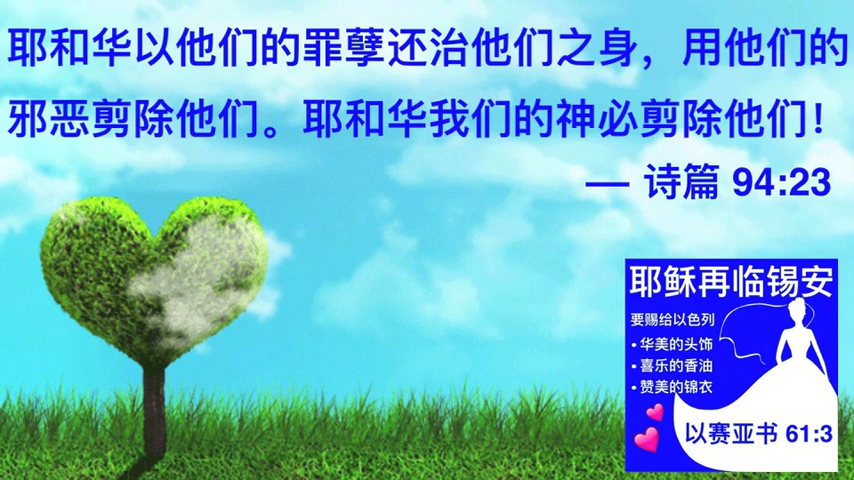 耶和华以他们的罪孽还治他们之身，用他们的
邪恶剪除他们。耶和华我们的神必剪除他们！
— 诗篇 94:23
耶稣再临锡安
要赐给以色列
• 华美的头饰
• 喜乐的香油
• 赞美的锦衣
以赛亚书 61:3